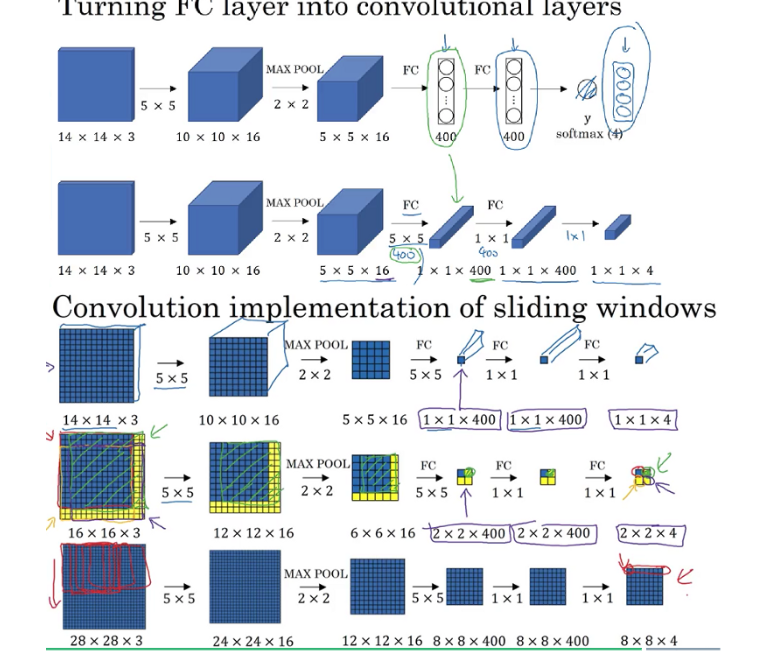 Turning FC layer into convolutional layers
MAX POOL FC FC
5 × 5 2 × 2
y
14 × 14 × 3 10 × 10 × 16 5 × 5 × 16 400 400 softmax (4)
MAX POOL FC FC
5 × 5 2 × 2 5 × 5 1 × 1 1×1
400 400
14 × 14 × 3 10 × 10 × 16 5 × 5 × 16 1 × 1 × 400 1 × 1 × 400 1 × 1 × 4
Convolution implementation of sliding windows
MAX POOL FC FC FC
5 × 5 2 × 2 5 × 5 1 × 1 1 × 1
14 × 14 × 3 10 × 10 × 16 5 × 5 × 16 1 × 1 × 400 1 × 1 × 400 1 × 1 × 4
MAX POOL FC FC FC
5 × 5 2 × 2 5 × 5 1 × 1 1 × 1
16 × 16 × 3 12 × 12 × 16 6 × 6 × 16 2 × 2 × 400 2 × 2 × 400 2 × 2 × 4
MAX POOL
5 × 5 2 × 2 5 × 5 1 × 1 1 × 1
28 × 28 × 3 24 × 24 × 16 12 × 12 × 16 8 × 8 × 400 8 × 8 × 400 8 × 8 × 4